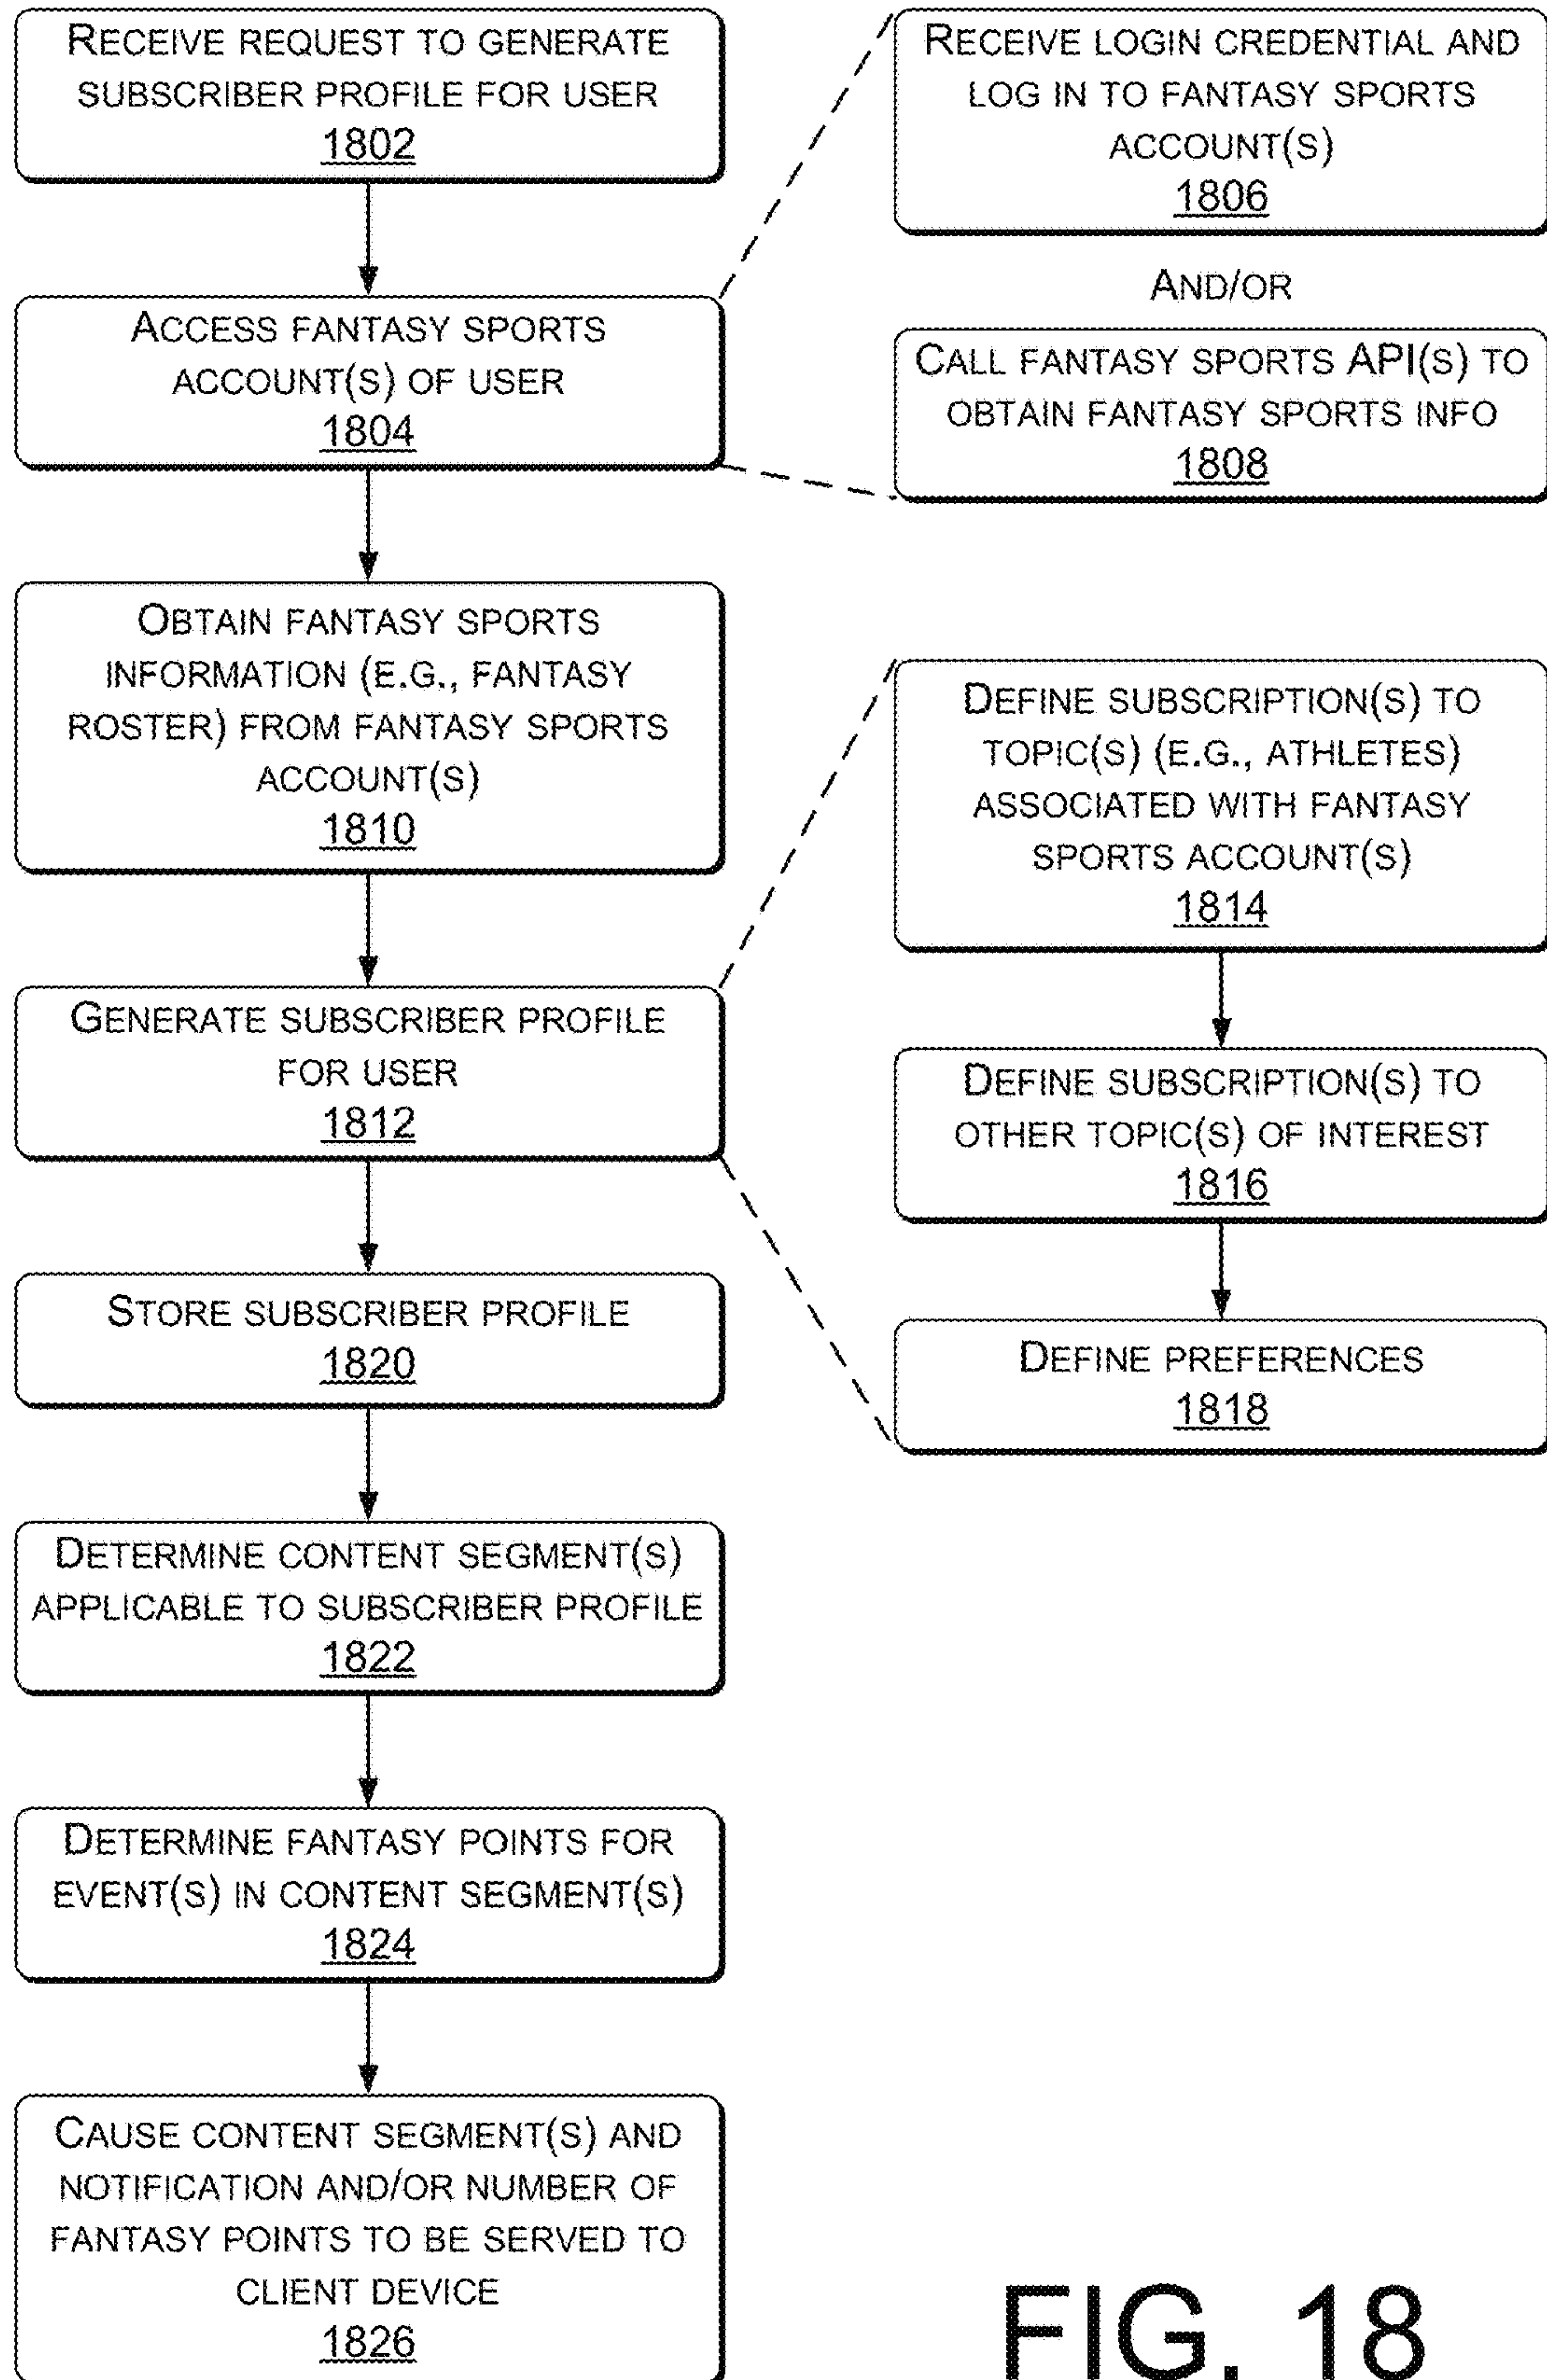 RECEIVE REQUEST TO GENERATE
SUBSCRIBER PROFILE FOR USER
1802
ACCESS FANTASY SPORTS
ACCOUNT(S) OF USER
1804
RECEIVE LOGIN CREDENTIAL AND
LOG IN TO FANTASY SPORTS
ACCOUNT(S)
1806
AND/OR
CALL FANTASY SPORTS API(S) TO
OBTAIN FANTASY SPORTS INFO
1808
OBTAIN FANTASY SPORTS
INFORMATION (E.G., FANTASY
ROSTER) FROM FANTASY SPORTS
ACCOUNT(S)
1810
GENERATE SUBSCRIBER PROFILE
FOR USER
1812
DEFINE SUBSCRIPTION(S) TO
TOPIC(S) (E.G., ATHLETES)
ASSOCIATED WITH FANTASY
SPORTS ACCOUNT(S)
1814
DEFINE SUBSCRIPTION(S) TO
OTHER TOPIC(S) OF INTEREST
1816
DEFINE PREFERENCES
1818
STORE SUBSCRIBER PROFILE
1820
DETERMINE CONTENT SEGMENT(S)
APPLICABLE TO SUBSCRIBER PROFILE
1822
DETERMINE FANTASY POINTS FOR
EVENT(S) IN CONTENT SEGMENT(S)
1824
CAUSE CONTENT SEGMENT(S) AND
NOTIFICATION AND/OR NUMBER OF
FANTASY POINTS TO BE SERVED TO
CLIENT DEVICE
1826
FIG. 18